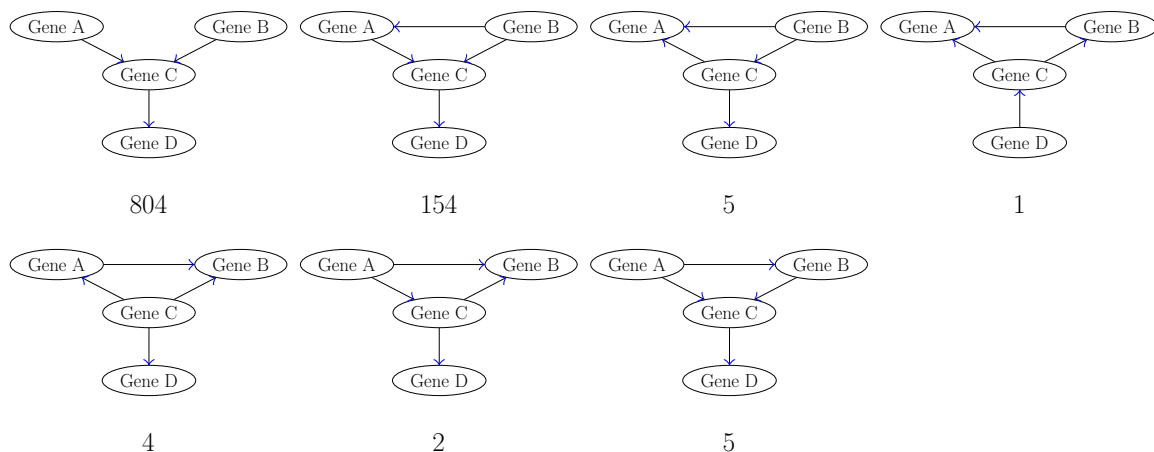 Gene A Gene B Gene A Gene B Gene A Gene B Gene A Gene B
Gene C Gene C Gene C Gene C
Gene D Gene D Gene D Gene D
804 154 5 1
Gene A Gene B Gene A Gene B Gene A Gene B
Gene C Gene C Gene C
Gene D Gene D Gene D
4 2 5